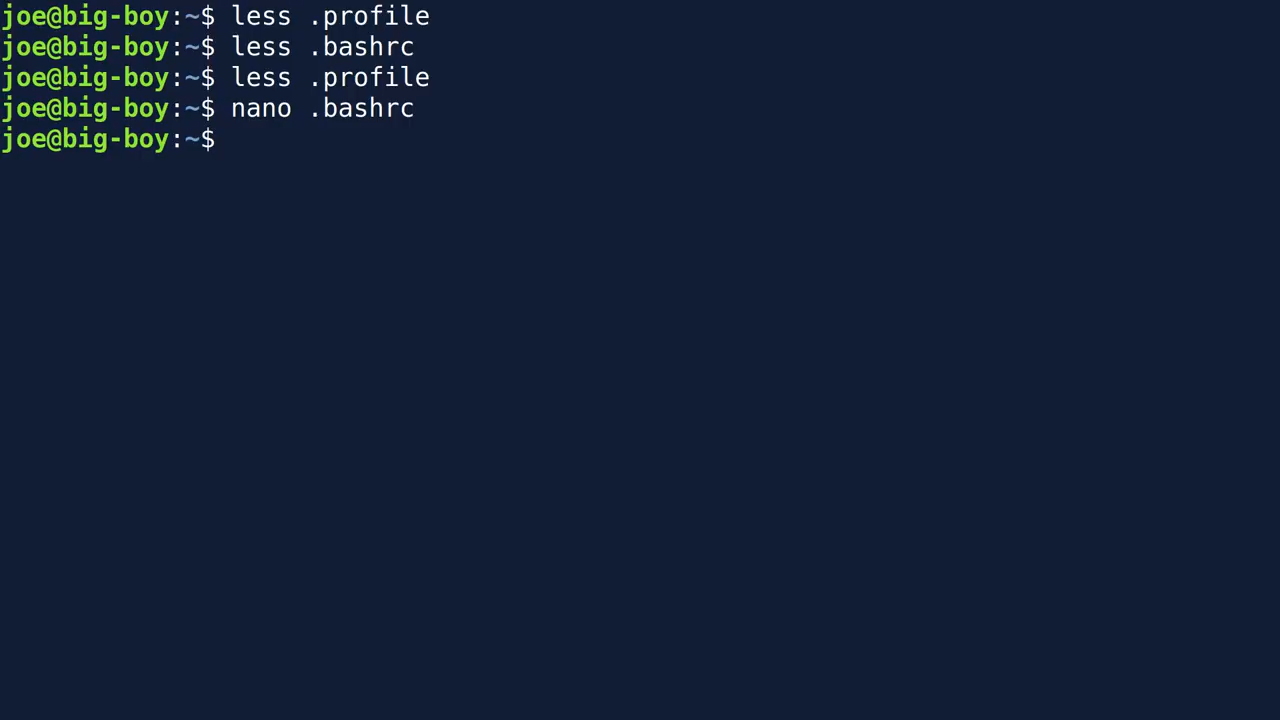 joe@big-boy:~$ less .profile
joe@big-boy:~$ less .bashrc
joe@big-boy:~$ less .profile
joe@big-boy:~$ nano .bashrc
joe@big-boy:~$